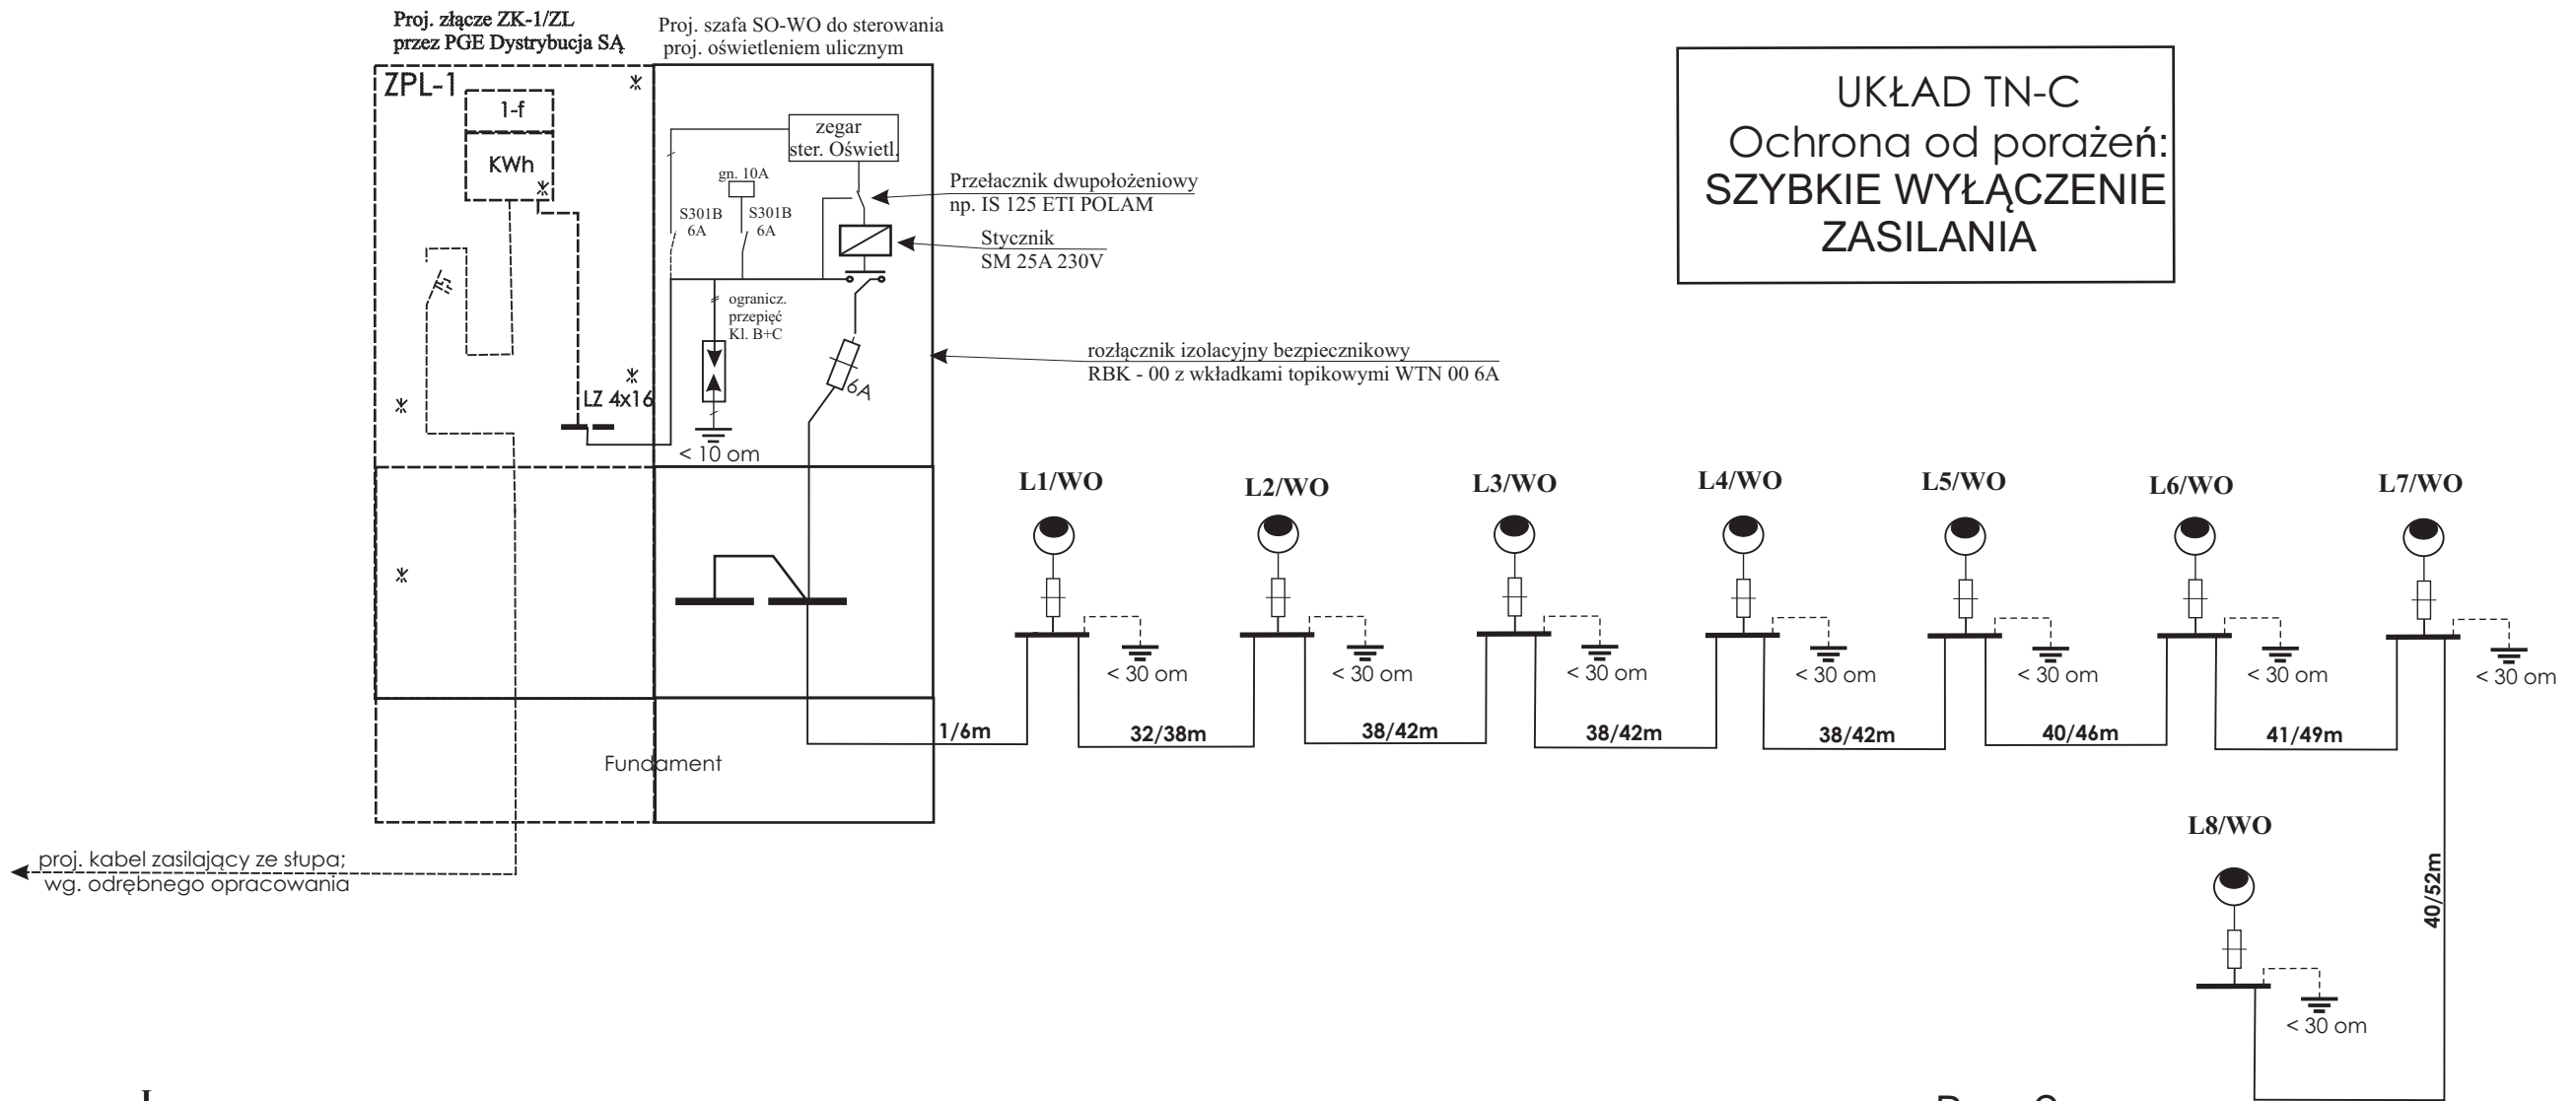 Proj. złącze ZK-1/ZL
przez PGE Dystrybucja SĄ
Proj. szafa SO-WO do sterowania
proj. oświetleniem ulicznym
ZPL-1
1-f
KWh
LZ 4x16
zegar
ster. Oświetl.
gn. 10A
S301B
6A
S301B
6A
ogranicz.
przepięć
Kl. B+C
6A
< 10 om
Przełacznik dwupołożeniowy
np. IS 125 ETI POLAM
Stycznik
SM 25A 230V
rozłącznik izolacyjny bezpiecznikowy
RBK - 00 z wkładkami topikowymi WTN 00 6A
UKŁAD TN-C
Ochrona od porażeń:
SZYBKIE WYŁĄCZENIE
ZASILANIA
L1/WO
L2/WO
L3/WO
L4/WO
L5/WO
L6/WO
L7/WO
< 30 om
< 30 om
< 30 om
< 30 om
< 30 om
< 30 om
< 30 om
1/6m
32/38m
38/42m
38/42m
38/42m
40/46m
41/49m
Fundament
proj. kabel zasilający ze słupa;
wg. odrębnego opracowania
L8/WO
40/52m
< 30 om